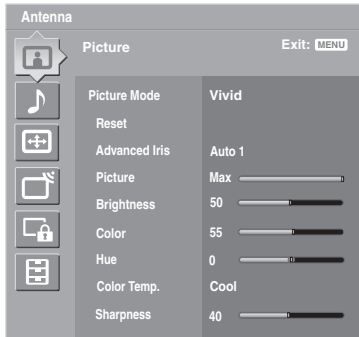 Antenna
Picture Exit: MENU
Picture Mode Vivid
Reset
Advanced Iris Auto 1
Picture Max
Brightness 50
Color 55
Hue 0
Color Temp. Cool
Sharpness 40